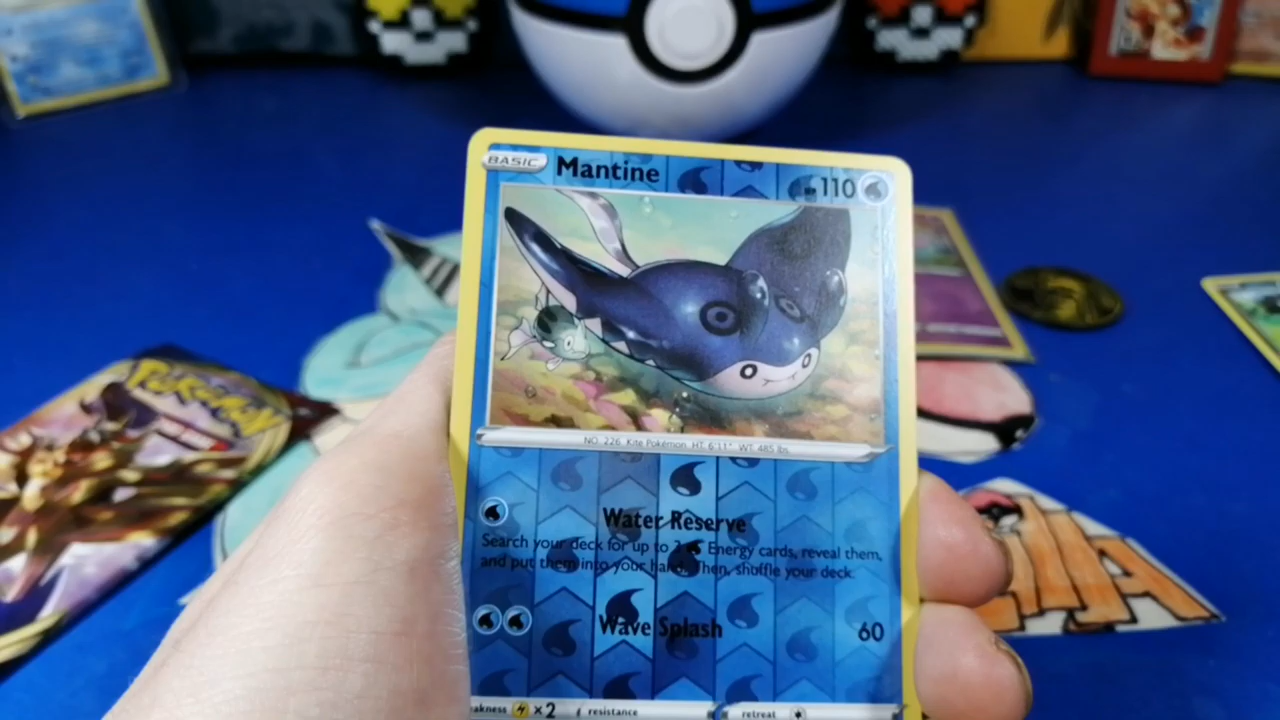 BASIC Mantine 110
NO. 226 Kite Pokémon HT: 6'11" WT: 485 lbs.
Water Reserve
Search your deck for up to Energy cards, reveal them,
and put them into your hand. Then, shuffle your deck.
Wave Splash 60
akness ×2 resistance retreat
POKÉMON